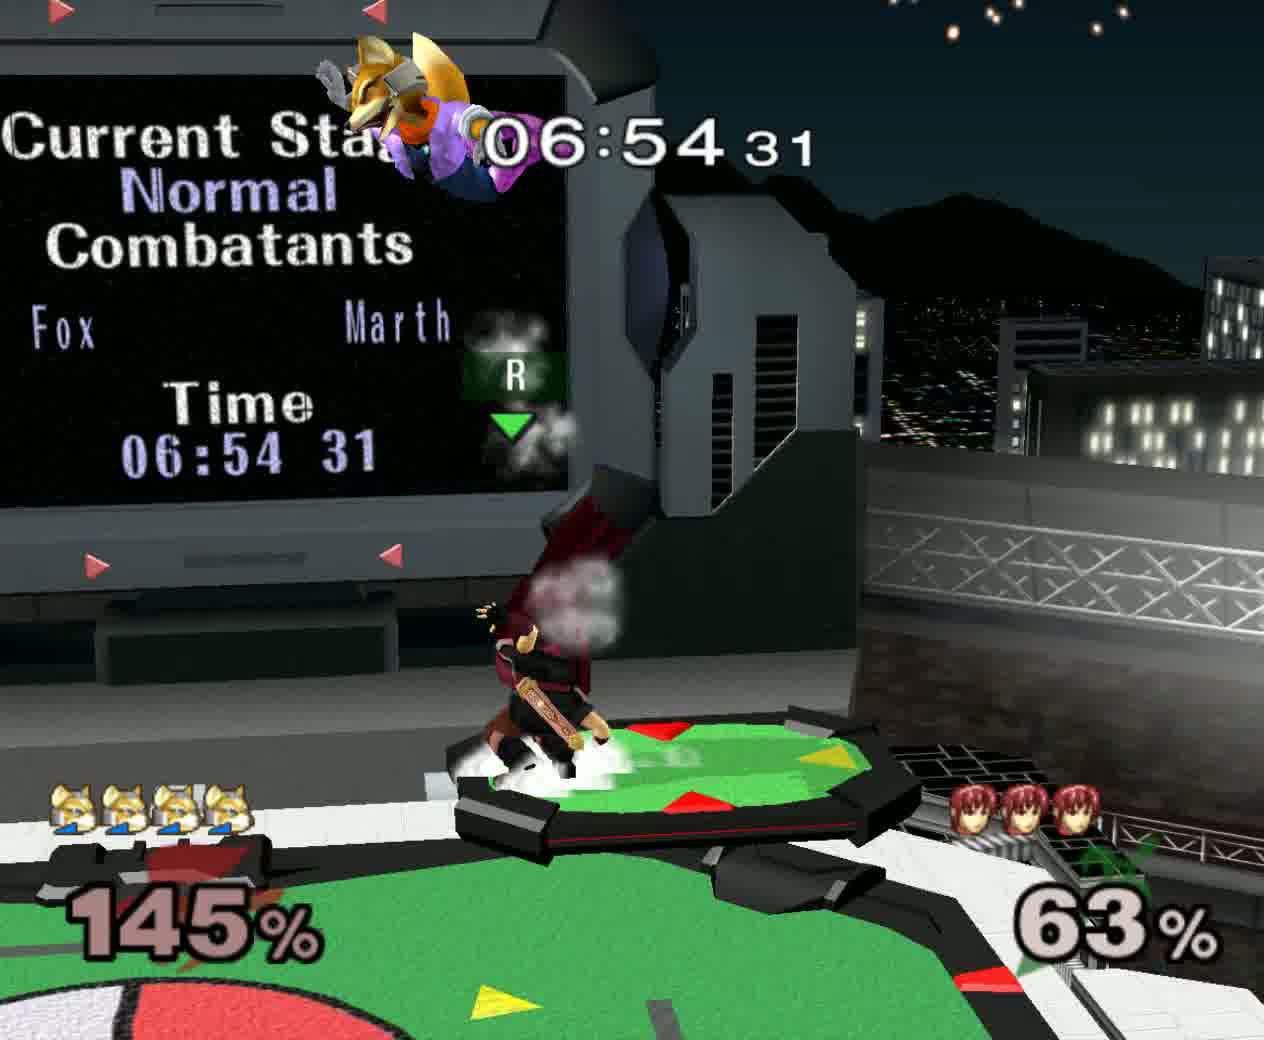 Current Sta
06:54 31
Normal
Combatants
Fox Marth
R
Time
06:54 31
145%
63%